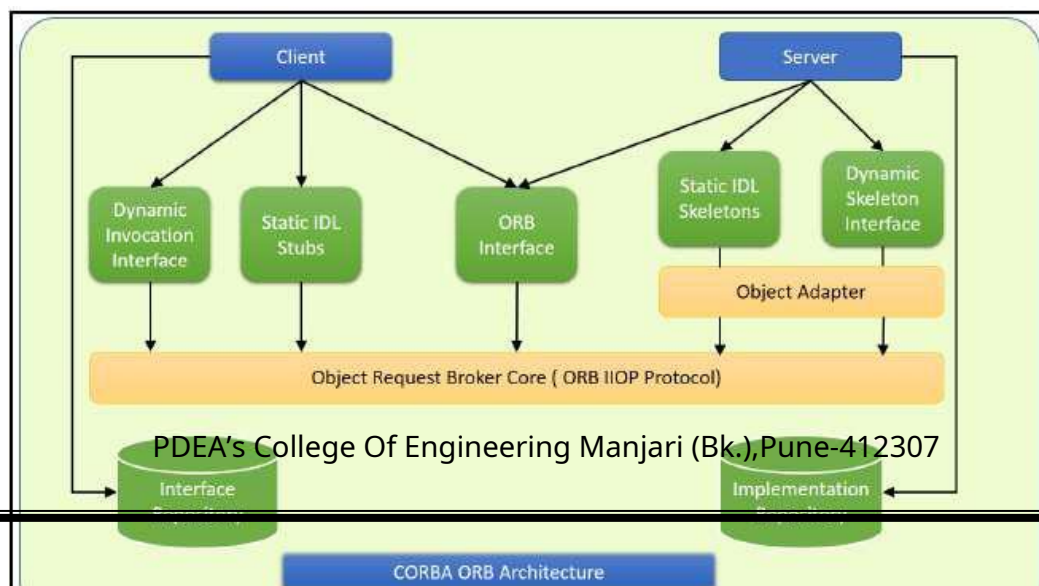 Client
Server
Dynamic
Invocation
Interface
Static IDL
Stubs
ORB
Interface
Static IDL
Skeletons
Dynamic
Skeleton
Interface
Object Adapter
Object Request Broker Core ( ORB IIOP Protocol)
PDEA’s College Of Engineering Manjari (Bk.),Pune-412307
Interface
Implementation
CORBA ORB Architecture